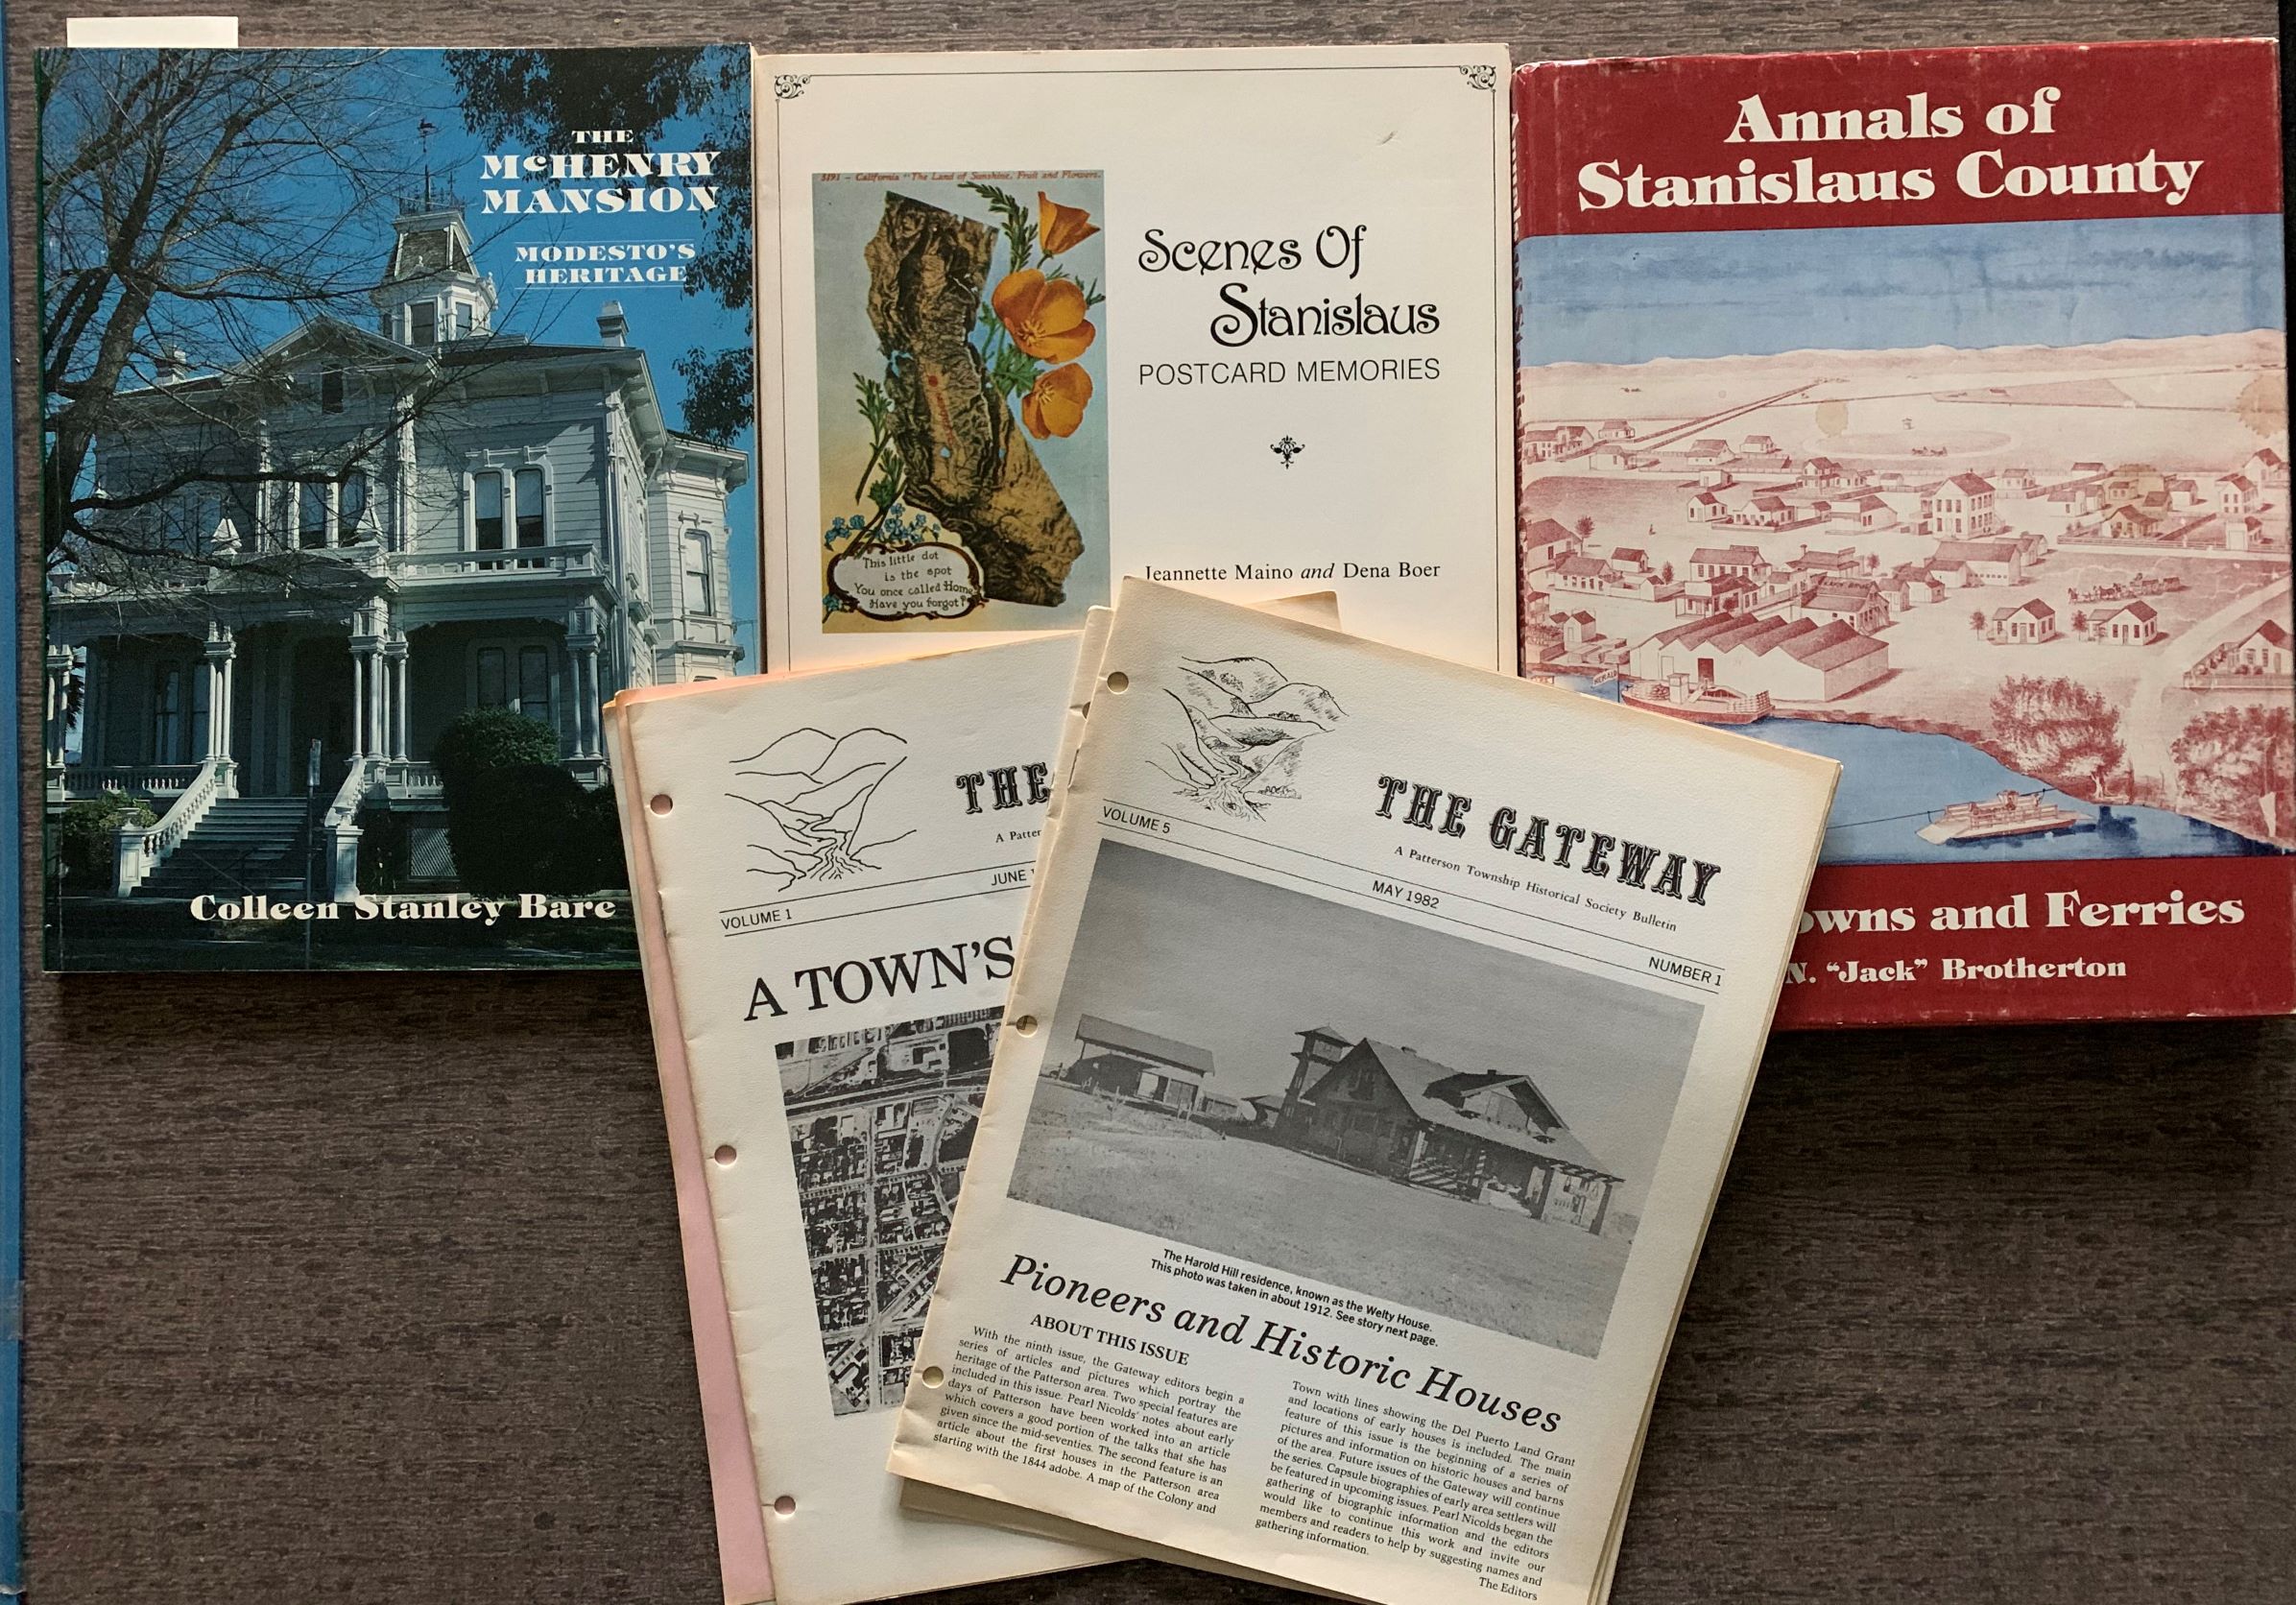 THE
McHENRY
MANSION
MODESTO'S
HERITAGE
Colleen Stanley Bare
3191 - California "The Land of Sunshine, Fruit and Flowers.
This little dot
is the spot
You once called Home
Have you forgot?
Scenes Of
Stanislaus
POSTCARD MEMORIES
Jeannette Maino and Dena Boer
Annals of
Stanislaus County
owns and Ferries
N. "Jack" Brotherton
THE
A Patter
JUNE
VOLUME 1
A TOWN'S
THE GATEWAY
A Patterson Township Historical Society Bulletin
VOLUME 5
MAY 1982
NUMBER 1
The Harold Hill residence, known as the Welty House.
This photo was taken in about 1912. See story next page.
Pioneers and Historic Houses
ABOUT THIS ISSUE
With the ninth issue, the Gateway editors begin a
series of articles and pictures which portray the
heritage of the Patterson area. Two special features are
included in this issue. Pearl Nicolds' notes about early
days of Patterson have been worked into an article
which covers a good portion of the talks that she has
given since the mid-seventies. The second feature is an
article about the first houses in the Patterson area
starting with the 1844 adobe. A map of the Colony and
Town with lines showing the Del Puerto Land Grant
and locations of early houses is included. The main
feature of this issue is the beginning of a series of
pictures and information on historic houses and barns
of the area. Future issues of the Gateway will continue
the series. Capsule biographies of early area settlers will
be featured in upcoming issues. Pearl Nicolds began the
gathering of biographic information and the editors
would like to continue this work and invite our
members and readers to help by suggesting names and
gathering information.
The Editors